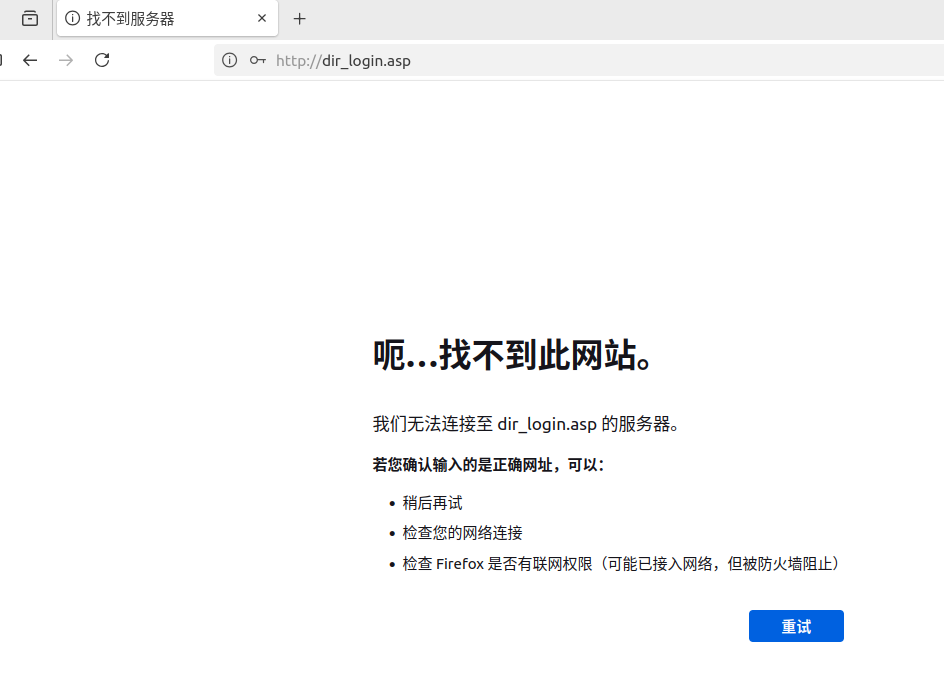 找不到服务器
http://dir_login.asp
呃…找不到此网站。
我们无法连接至 dir_login.asp 的服务器。
若您确认输入的是正确网址，可以：
• 稍后再试
• 检查您的网络连接
• 检查 Firefox 是否有联网权限（可能已接入网络，但被防火墙阻止）
重试